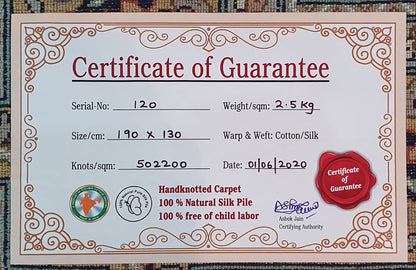 Certificate of Guarantee
Serial-No: 120 Weight/sqm: 2.5 kg
Size/cm: 190 X 130 Warp & Weft: Cotton/Silk
Knots/sqm: 502200 Date: 01/06/2020
Handknotted Carpet
100 % Natural Silk Pile
100 % free of child labor
Certificate
of
Guarantee
Ashok Jain
Certifying Authority